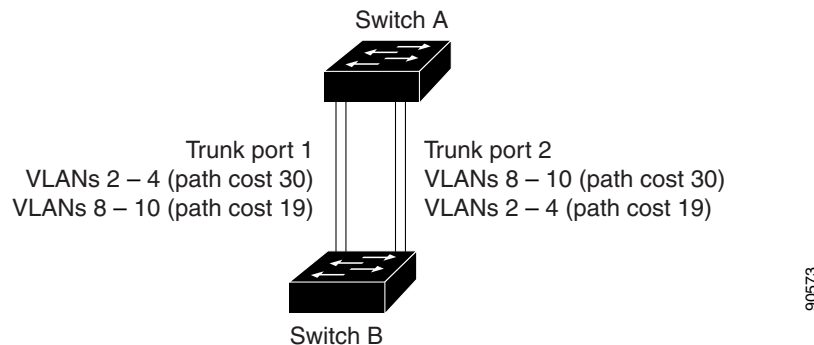 Switch A
Trunk port 1
VLANs 2 – 4 (path cost 30)
VLANs 8 – 10 (path cost 19)
Trunk port 2
VLANs 8 – 10 (path cost 30)
VLANs 2 – 4 (path cost 19)
90573
Switch B